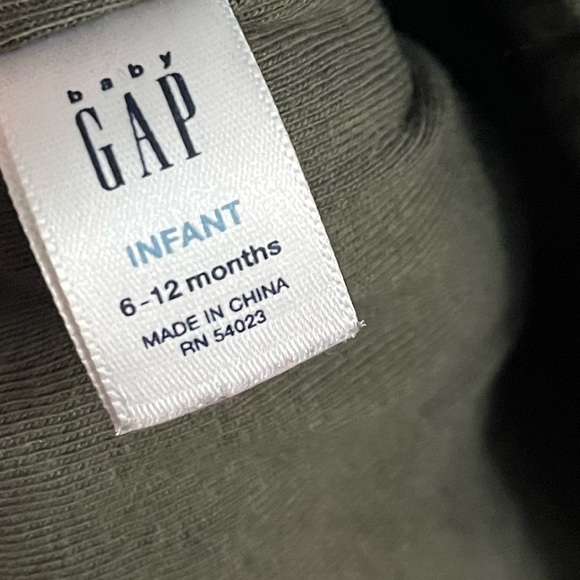 baby
GAP
INFANT
6-12 months
MADE IN CHINA
RN 54023